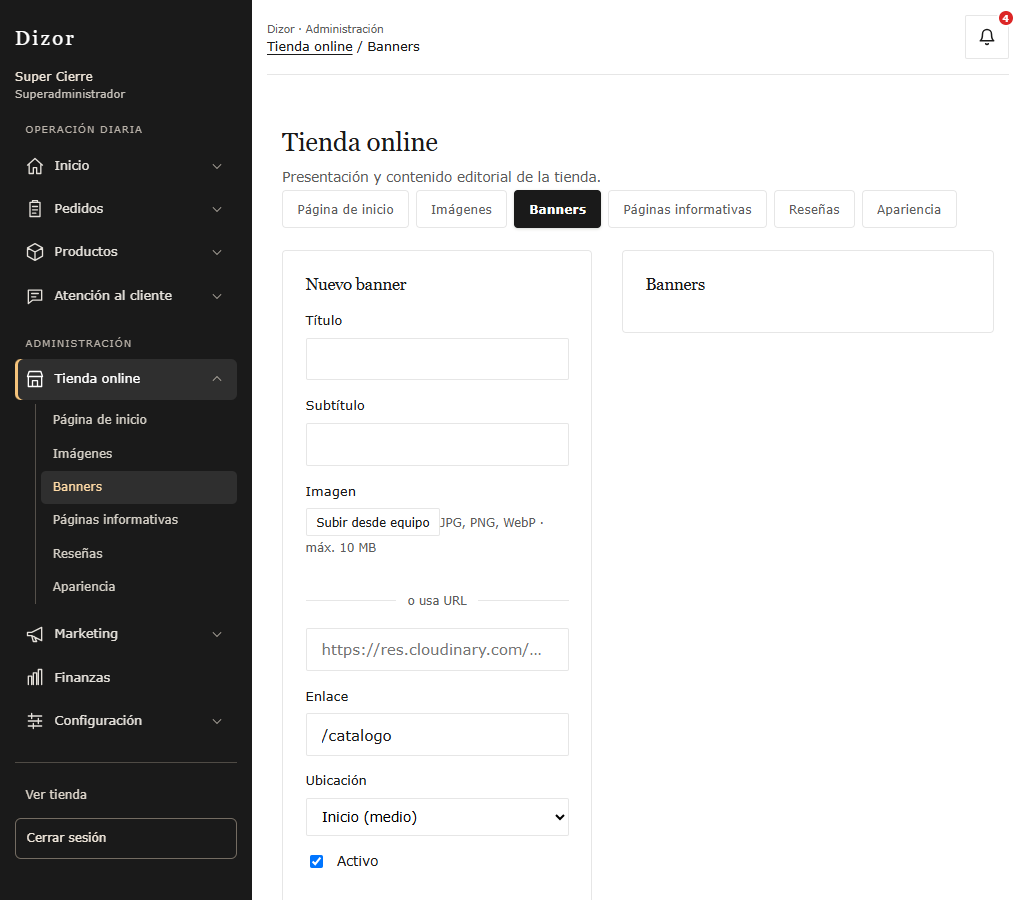 Dizor
Super Cierre
Superadministrador
OPERACIÓN DIARIA
Inicio
Pedidos
Productos
Atención al cliente
ADMINISTRACIÓN
Tienda online
Página de inicio
Imágenes
Banners
Páginas informativas
Reseñas
Apariencia
Marketing
Finanzas
Configuración
Ver tienda
Cerrar sesión
Dizor · Administración
Tienda online / Banners
4
Tienda online
Presentación y contenido editorial de la tienda.
Página de inicio Imágenes Banners Páginas informativas Reseñas Apariencia
Nuevo banner
Título
Subtítulo
Imagen
Subir desde equipo JPG, PNG, WebP ·
máx. 10 MB
o usa URL
https://res.cloudinary.com/...
Enlace
/catalogo
Ubicación
Inicio (medio)
Activo
Banners